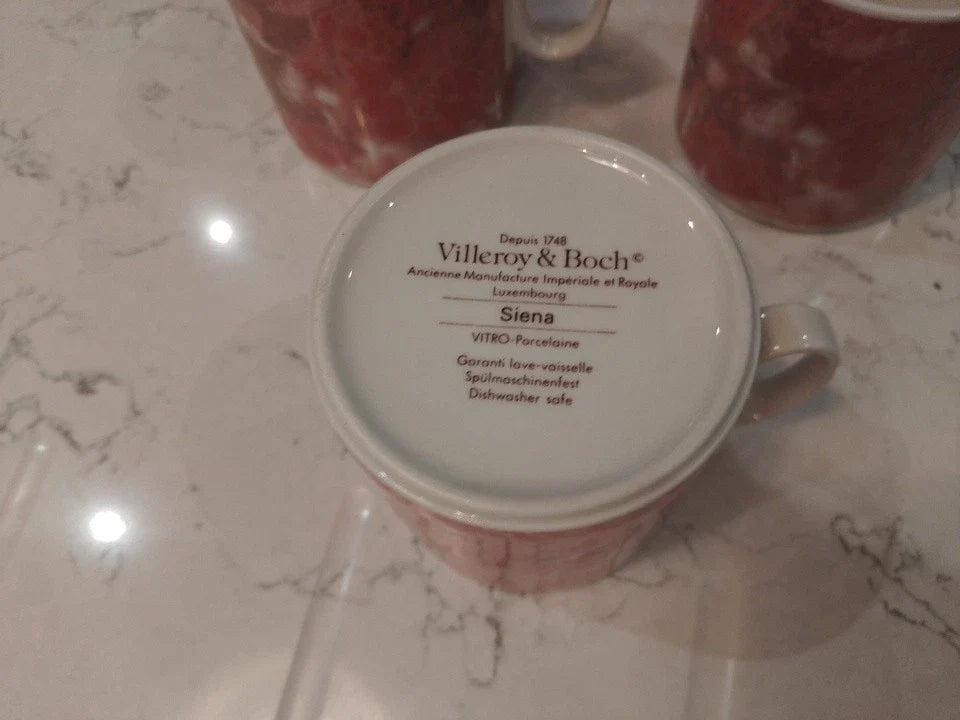 Depuis 1748
Villeroy & Boch©
Ancienne Manufacture Impériale et Royale
Luxembourg
Siena
VITRO-Porcelaine
Garanti lave-vaisselle
Spülmaschinenfest
Dishwasher safe